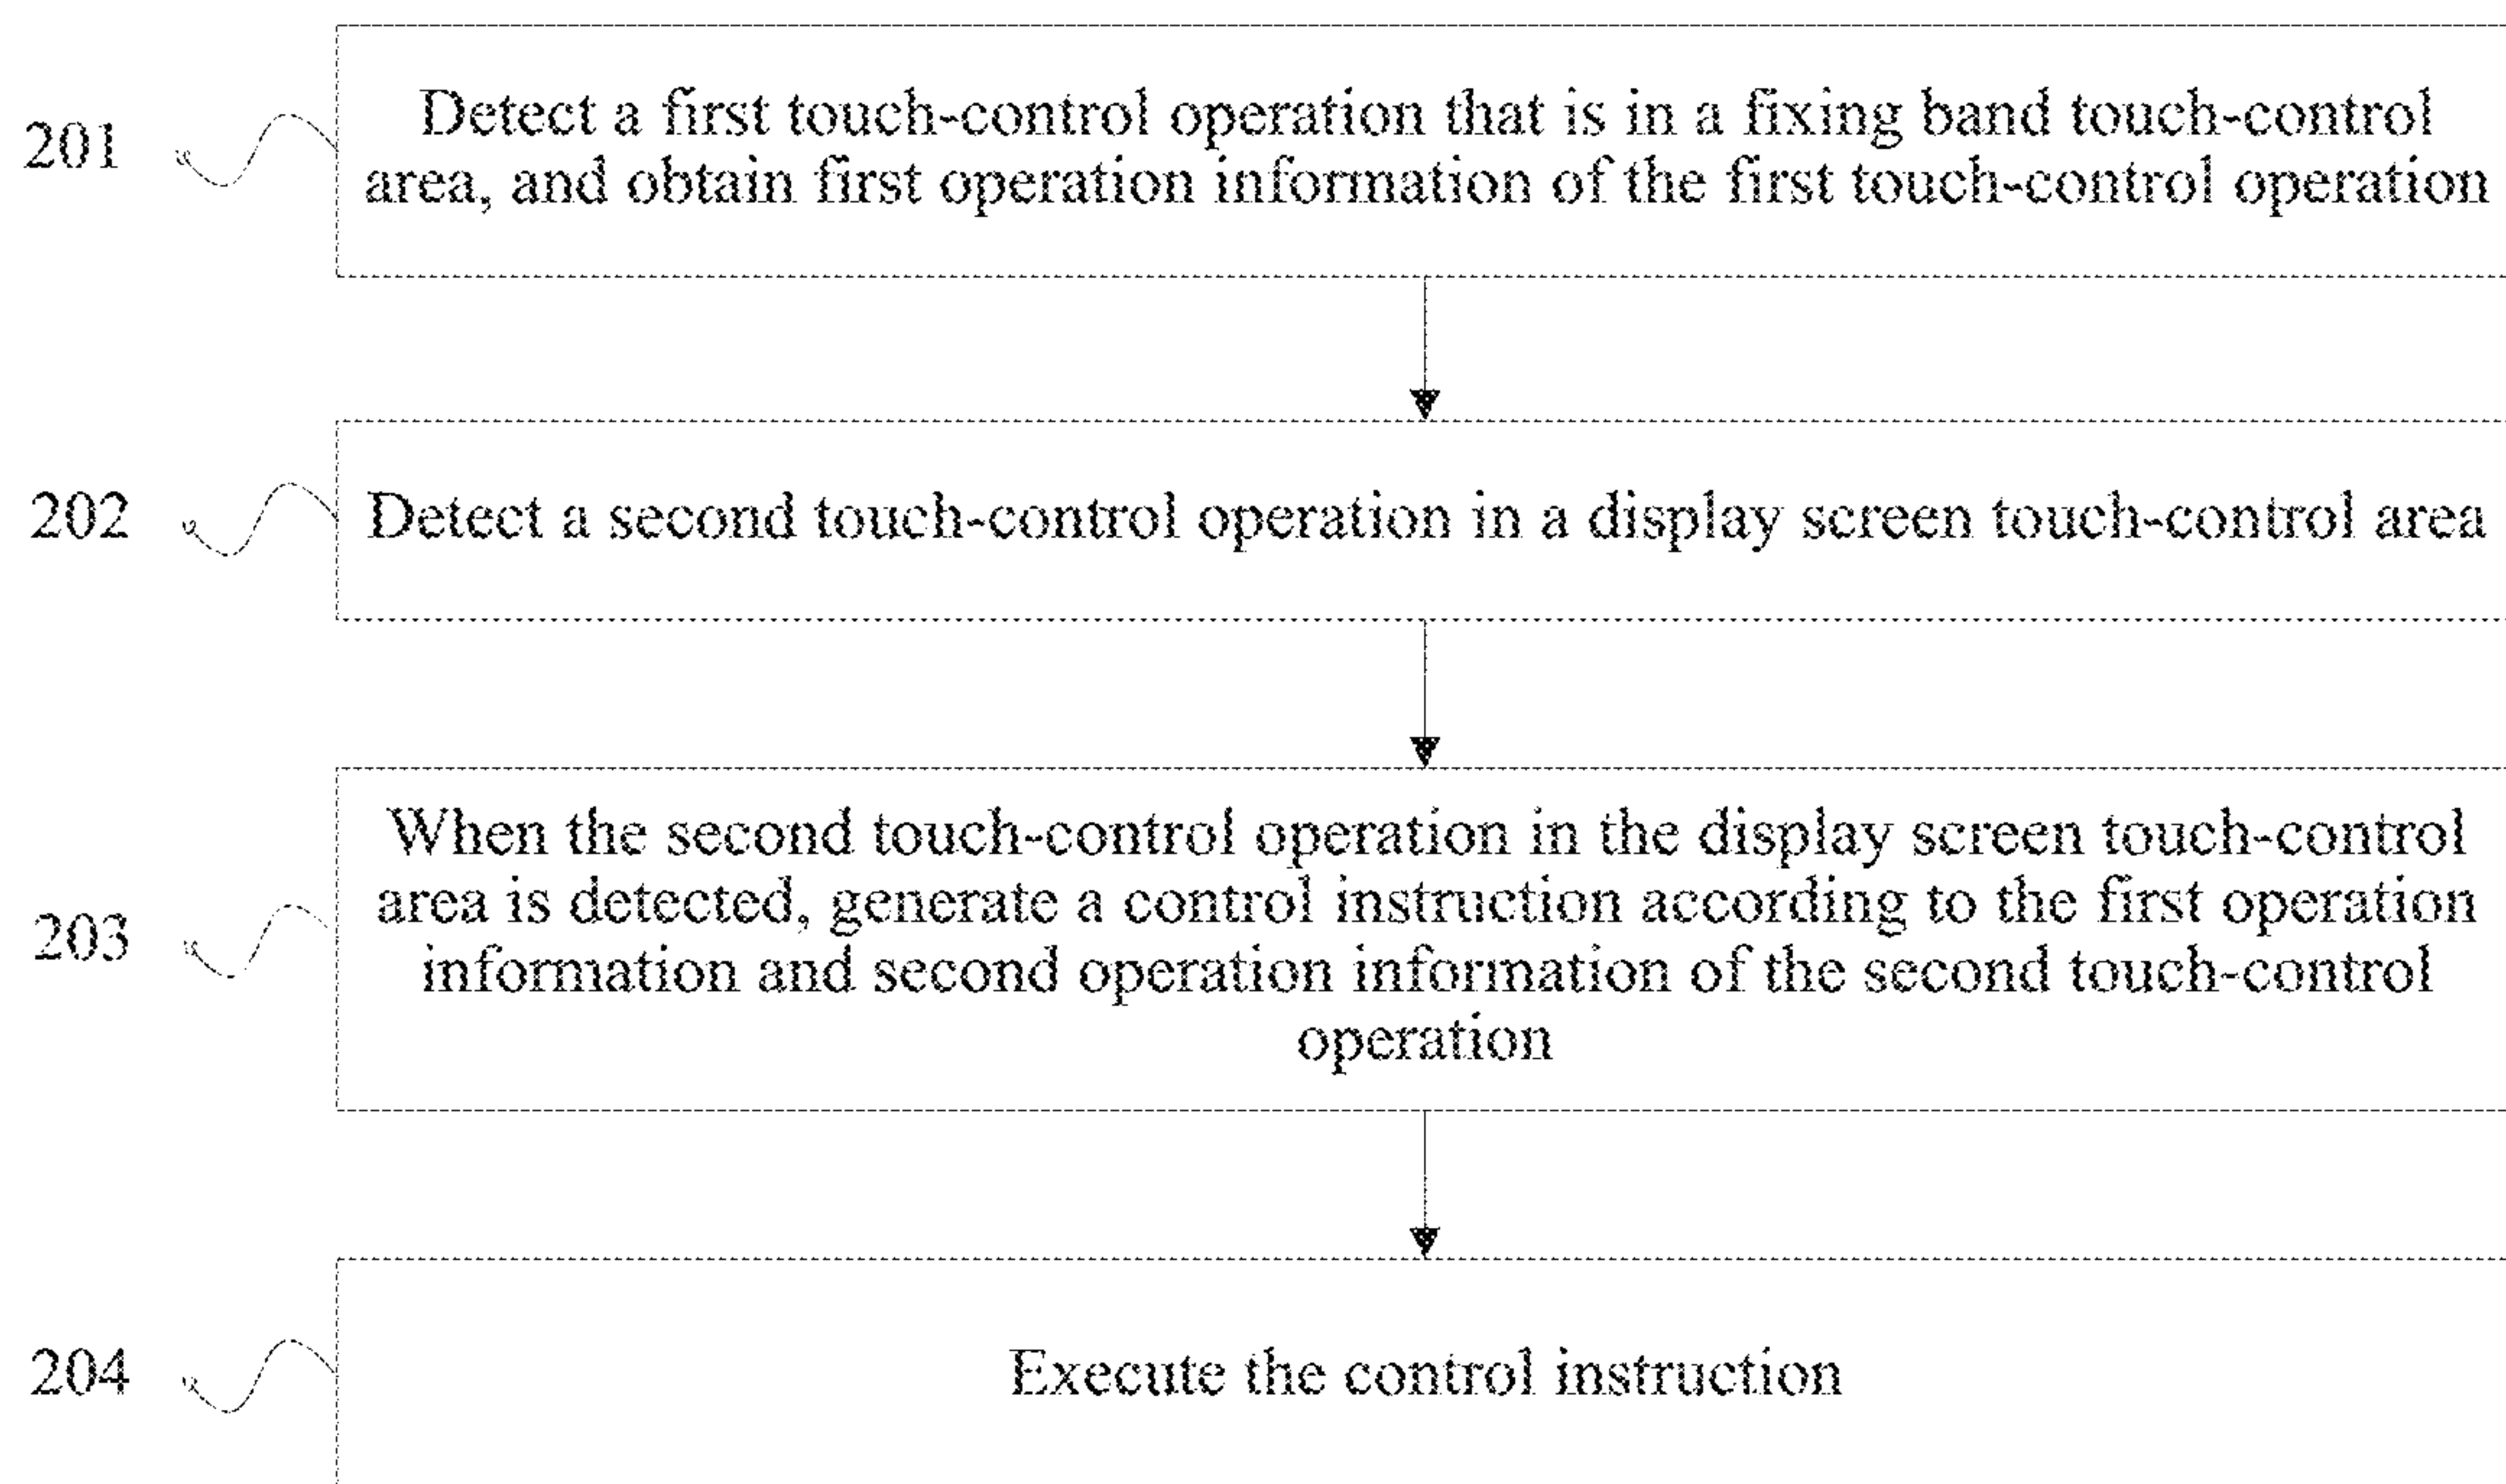 201
Detect a first touch-control operation that is in a fixing band touch-control
area, and obtain first operation information of the first touch-control operation
202
Detect a second touch-control operation in a display screen touch-control area
203
When the second touch-control operation in the display screen touch-control
area is detected, generate a control instruction according to the first operation
information and second operation information of the second touch-control
operation
204
Execute the control instruction